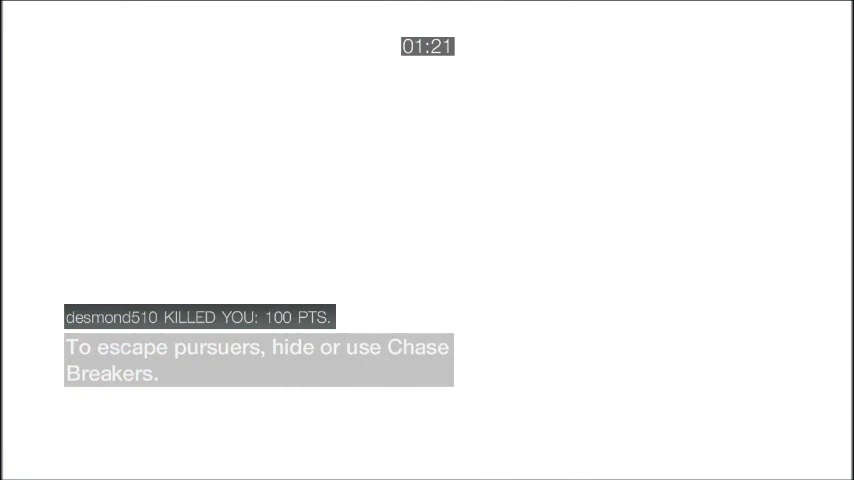 01:21
desmond510 KILLED YOU: 100 PTS.
To escape pursuers, hide or use Chase
Breakers.